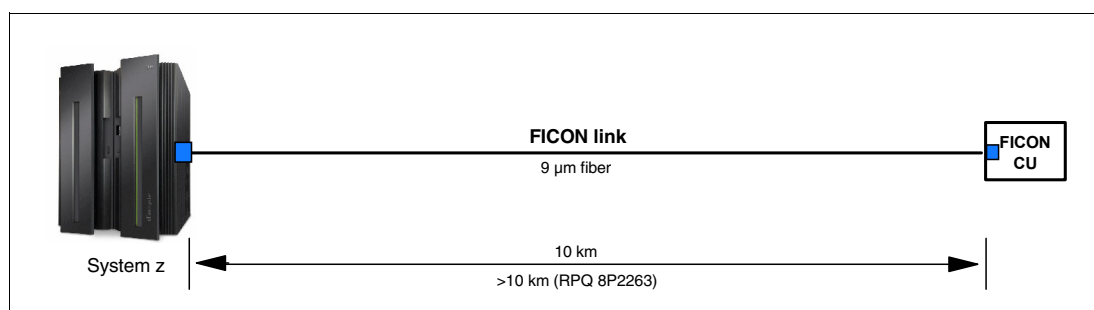 FICON link
9 µm fiber
FICON
CU
System z
10 km
>10 km (RPQ 8P2263)